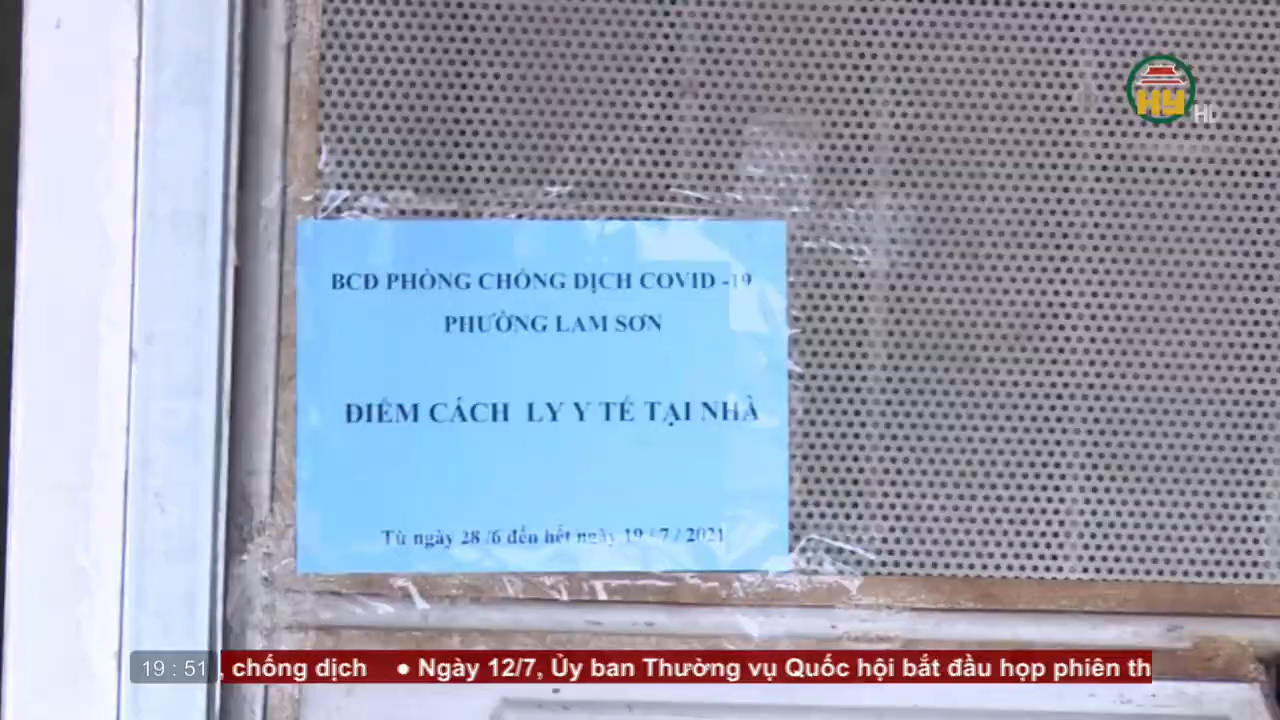 HY HD
BCĐ PHÒNG CHỐNG DỊCH COVID -19
PHƯỜNG LAM SƠN
ĐIỂM CÁCH LY Y TẾ TẠI NHÀ
Từ ngày 28 /6 đến hết ngày 19 / 7 / 2021
19 : 51 , chống dịch ● Ngày 12/7, Ủy ban Thường vụ Quốc hội bắt đầu họp phiên th